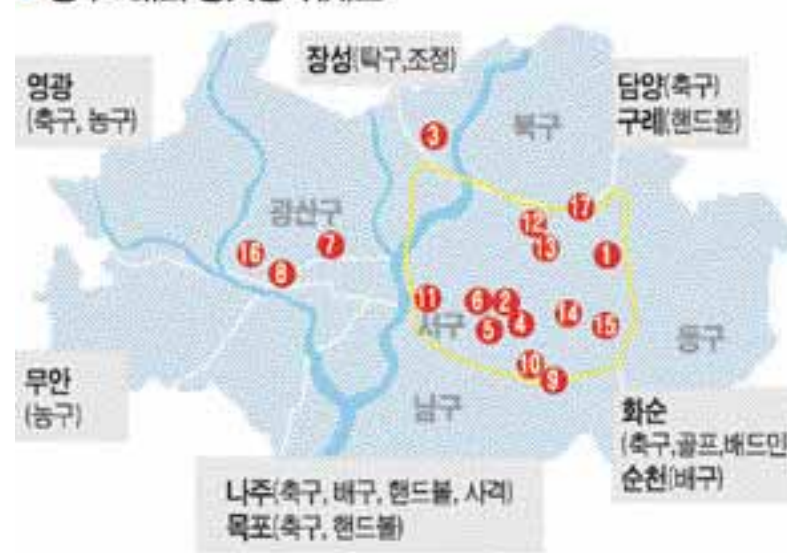 장성(탁구,조정)
영광
(축구, 농구)
담양(축구)
구레(핸드볼)
3
북구
광산구
17
12
13
1
16
7
8
11
6
2
14
15
서구
5
4
동구
10
9
남구
무안
(농구)
화순
(축구,골프,배드민
순천(배구)
나주(축구, 배구, 핸드볼, 사격)
목포(축구, 핸드볼)